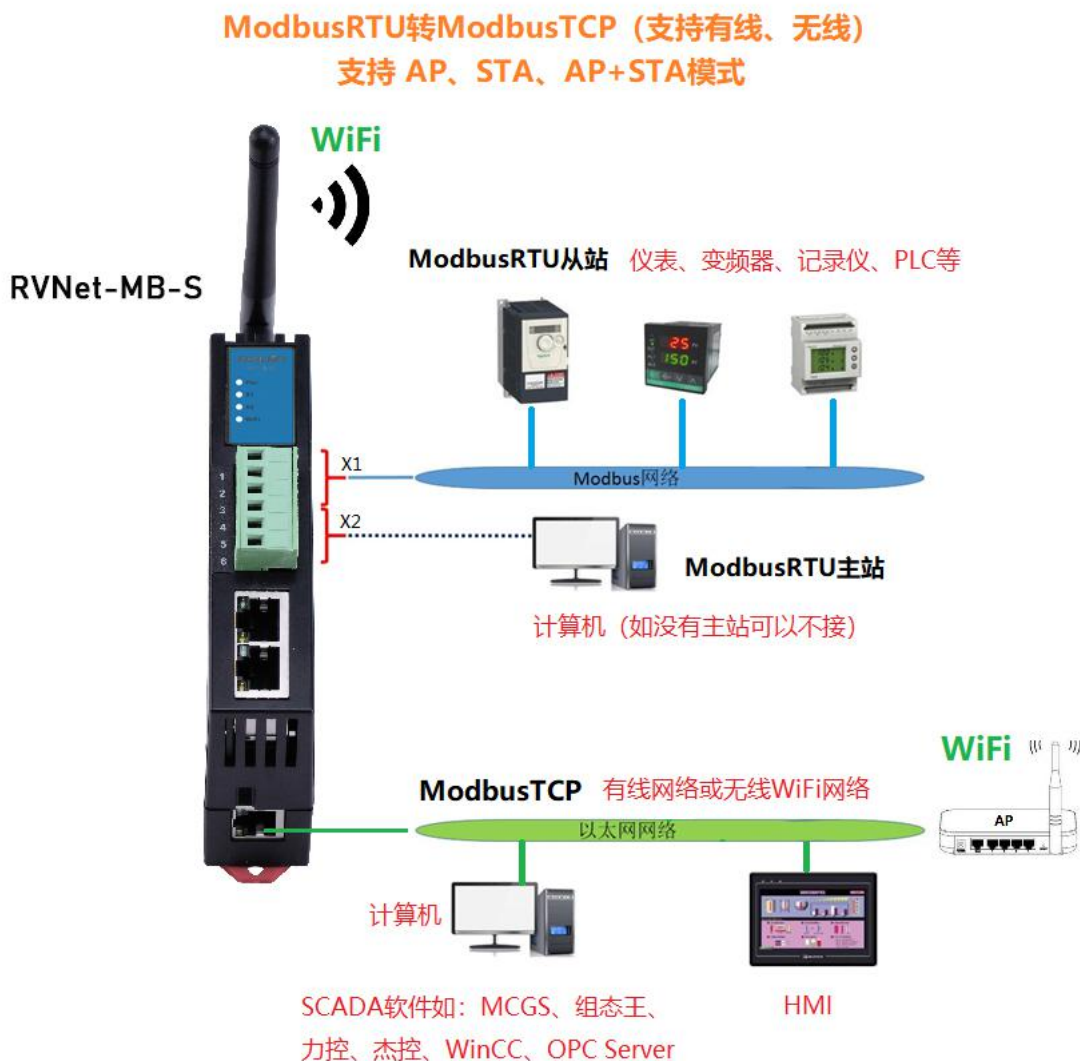 ModbusRTU转ModbusTCP（支持有线、无线）
支持 AP、STA、AP+STA模式
WiFi
RVNet-MB-S
ModbusRTU从站 仪表、变频器、记录仪、PLC等
25
150
1
2
3
4
5
6
X1
Modbus网络
X2
ModbusRTU主站
计算机（如没有主站可以不接）
WiFi
ModbusTCP 有线网络或无线WiFi网络
以太网网络
AP
计算机
SCADA软件如：MCGS、组态王、
力控、杰控、WinCC、OPC Server
HMI